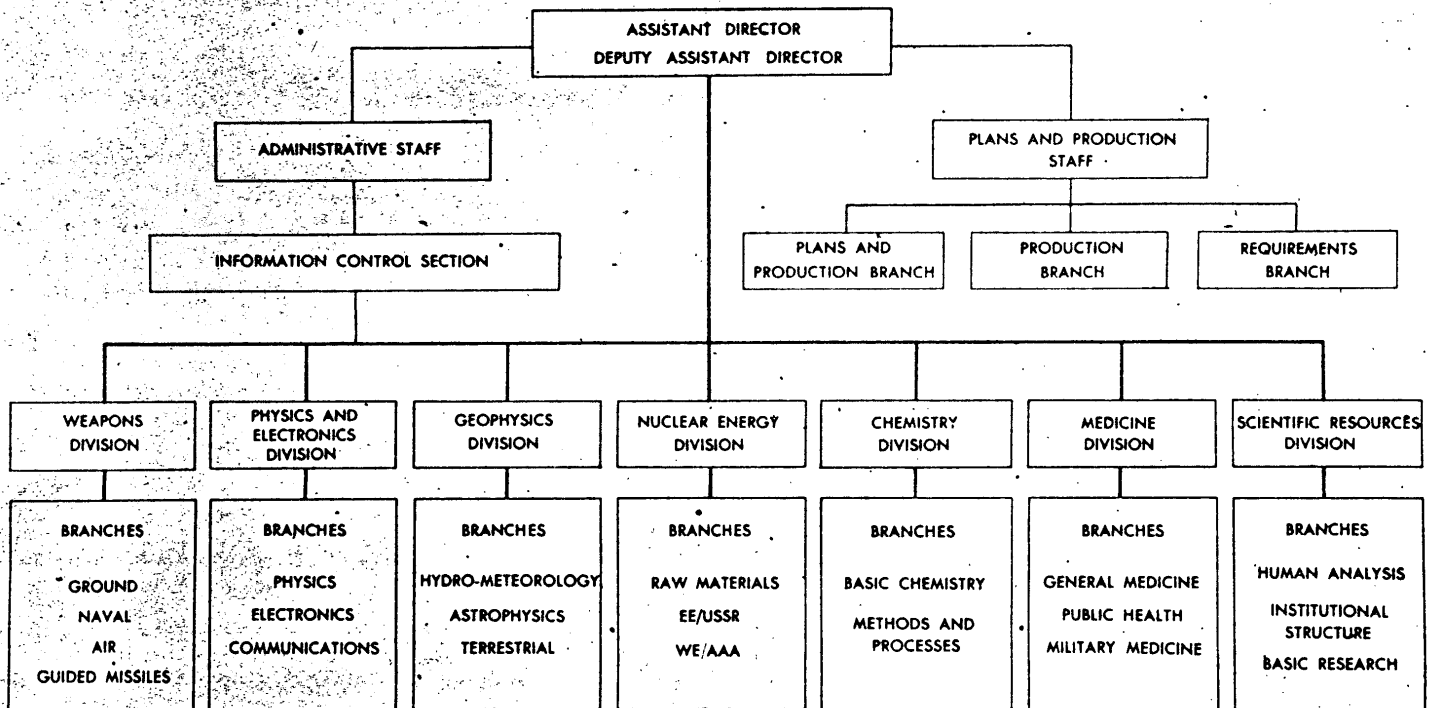 ASSISTANT DIRECTOR
DEPUTY ASSISTANT DIRECTOR
ADMINISTRATIVE STAFF
PLANS AND PRODUCTION
STAFF
INFORMATION CONTROL SECTION
PLANS AND
PRODUCTION BRANCH
PRODUCTION
BRANCH
REQUIREMENTS
BRANCH
WEAPONS
DIVISION
PHYSICS AND
ELECTRONICS
DIVISION
GEOPHYSICS
DIVISION
NUCLEAR ENERGY
DIVISION
CHEMISTRY
DIVISION
MEDICINE
DIVISION
SCIENTIFIC RESOURCES
DIVISION
BRANCHES
GROUND
NAVAL
AIR
GUIDED MISSILES
BRANCHES
PHYSICS
ELECTRONICS
COMMUNICATIONS
BRANCHES
HYDRO-METEOROLOGY
ASTROPHYSICS
TERRESTRIAL
BRANCHES
RAW MATERIALS
EE/USSR
WE/AAA
BRANCHES
BASIC CHEMISTRY
METHODS AND
PROCESSES
BRANCHES
GENERAL MEDICINE
PUBLIC HEALTH
MILITARY MEDICINE
BRANCHES
HUMAN ANALYSIS
INSTITUTIONAL
STRUCTURE
BASIC RESEARCH